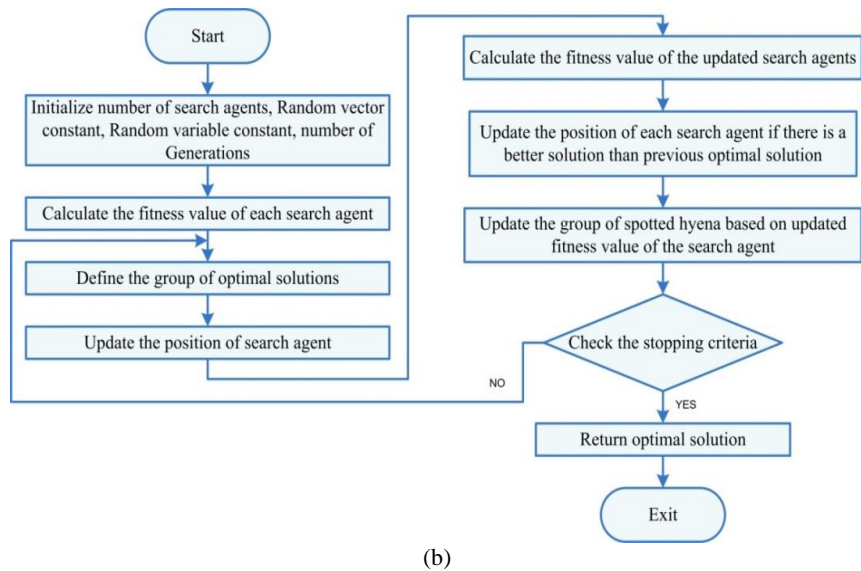 Start
Initialize number of search agents, Random vector
constant, Random variable constant, number of
Generations
Calculate the fitness value of each search agent
Define the group of optimal solutions
Update the position of search agent
Calculate the fitness value of the updated search agents
Update the position of each search agent if there is a
better solution than previous optimal solution
Update the group of spotted hyena based on updated
fitness value of the search agent
Check the stopping criteria
NO
YES
Return optimal solution
Exit
(b)